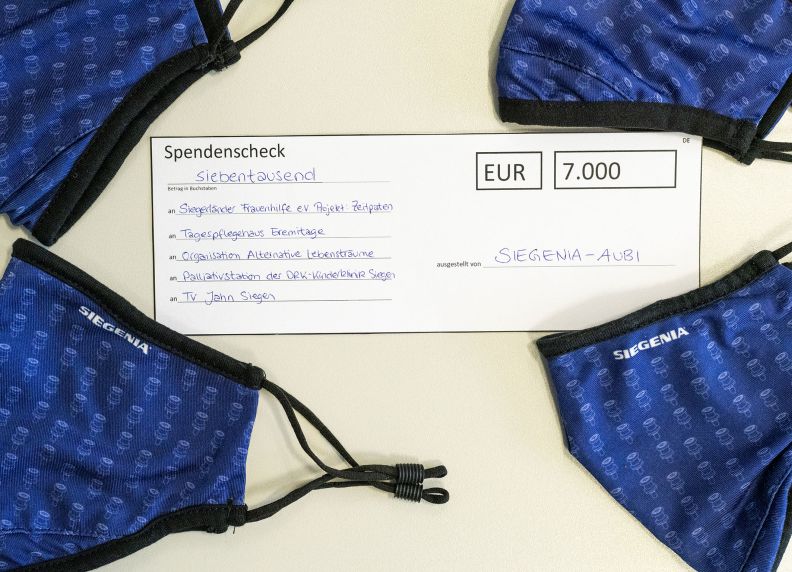 DE
Spendenscheck
siebentausend
Betrag in Buchstaben
EUR 7.000
an Siegerländer Frauenhilfe e.V. Projekt: Zeitpaten
an Tagespflegehaus Eremitage
an Organisation Alternative Lebensträume
an Palliativstation der DRK-Kinderklinik Siegen
an TV Jahn Siegen
ausgestellt von SIEGENIA-AUBI
SIEGENIA
SIEGENIA